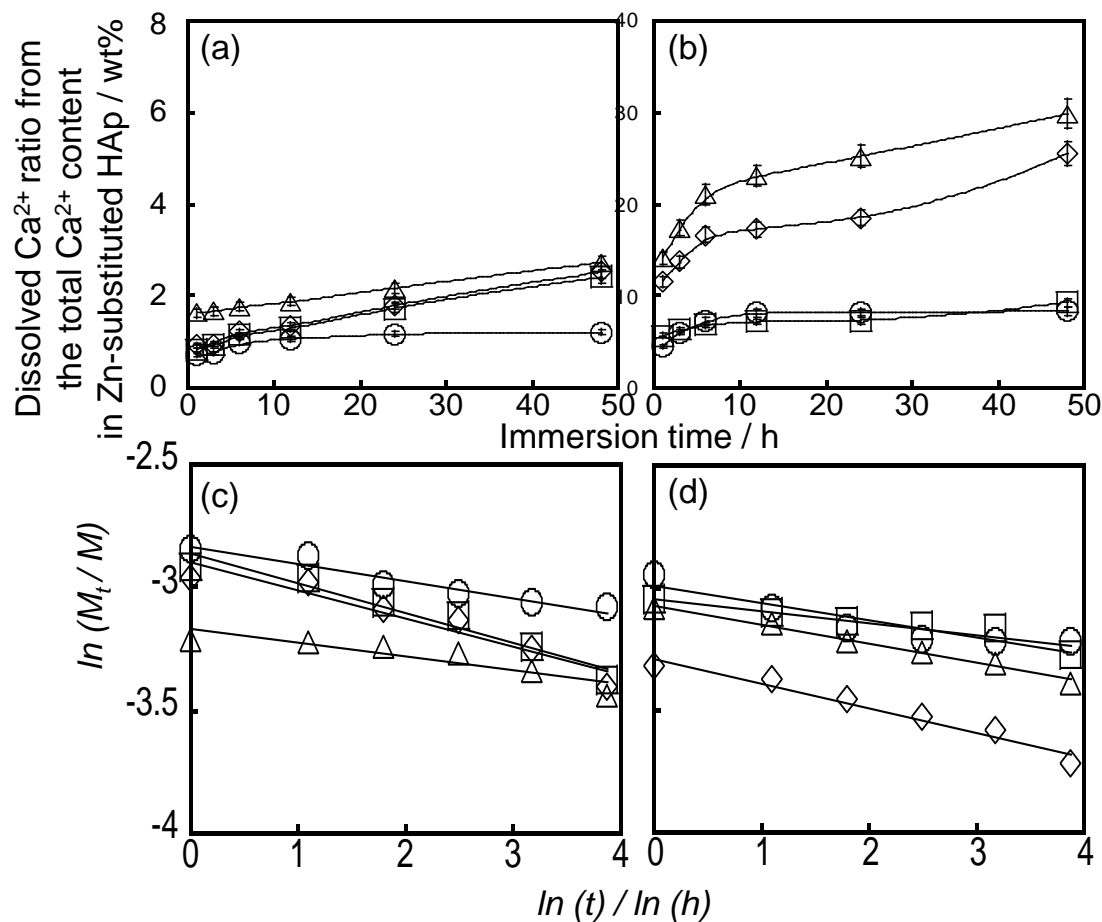 Dissolved Ca²⁺ ratio from
the total Ca²⁺ content
in Zn-substituted HAp / wt%
(a)
8
6
4
2
0
0 10 20 30 40 50
(b)
40
30
20
10
0
0 10 20 30 40 50
Immersion time / h
ln (Mt / M)
(c)
-2.5
-3
-3.5
-4
0 1 2 3 4
(d)
0 1 2 3 4
ln (t) / ln (h)